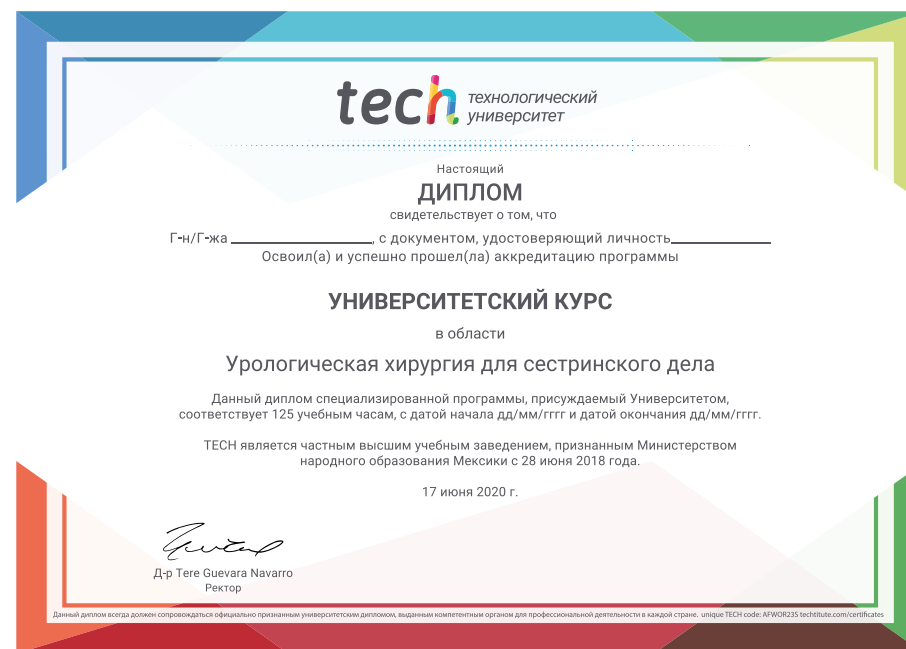 tech технологический
университет
Настоящий
ДИПЛОМ
свидетельствует о том, что
Г-н/Г-жа ____________, с документом, удостоверяющий личность____________
Освоил(а) и успешно прошел(ла) аккредитацию программы
УНИВЕРСИТЕТСКИЙ КУРС
в области
Урологическая хирургия для сестринского дела
Данный диплом специализированной программы, присуждаемый Университетом,
соответствует 125 учебным часам, с датой начала дд/мм/гггг и датой окончания дд/мм/гггг.
TECH является частным высшим учебным заведением, признанным Министерством
народного образования Мексики с 28 июня 2018 года.
17 июня 2020 г.
Д-р Tere Guevara Navarro
Ректор
Данный диплом всегда должен сопровождаться официально признанным университетским дипломом, выданным компетентным органом для профессиональной деятельности в каждой стране. unique TECH code: AFWOR23S techtitute.com/certificates